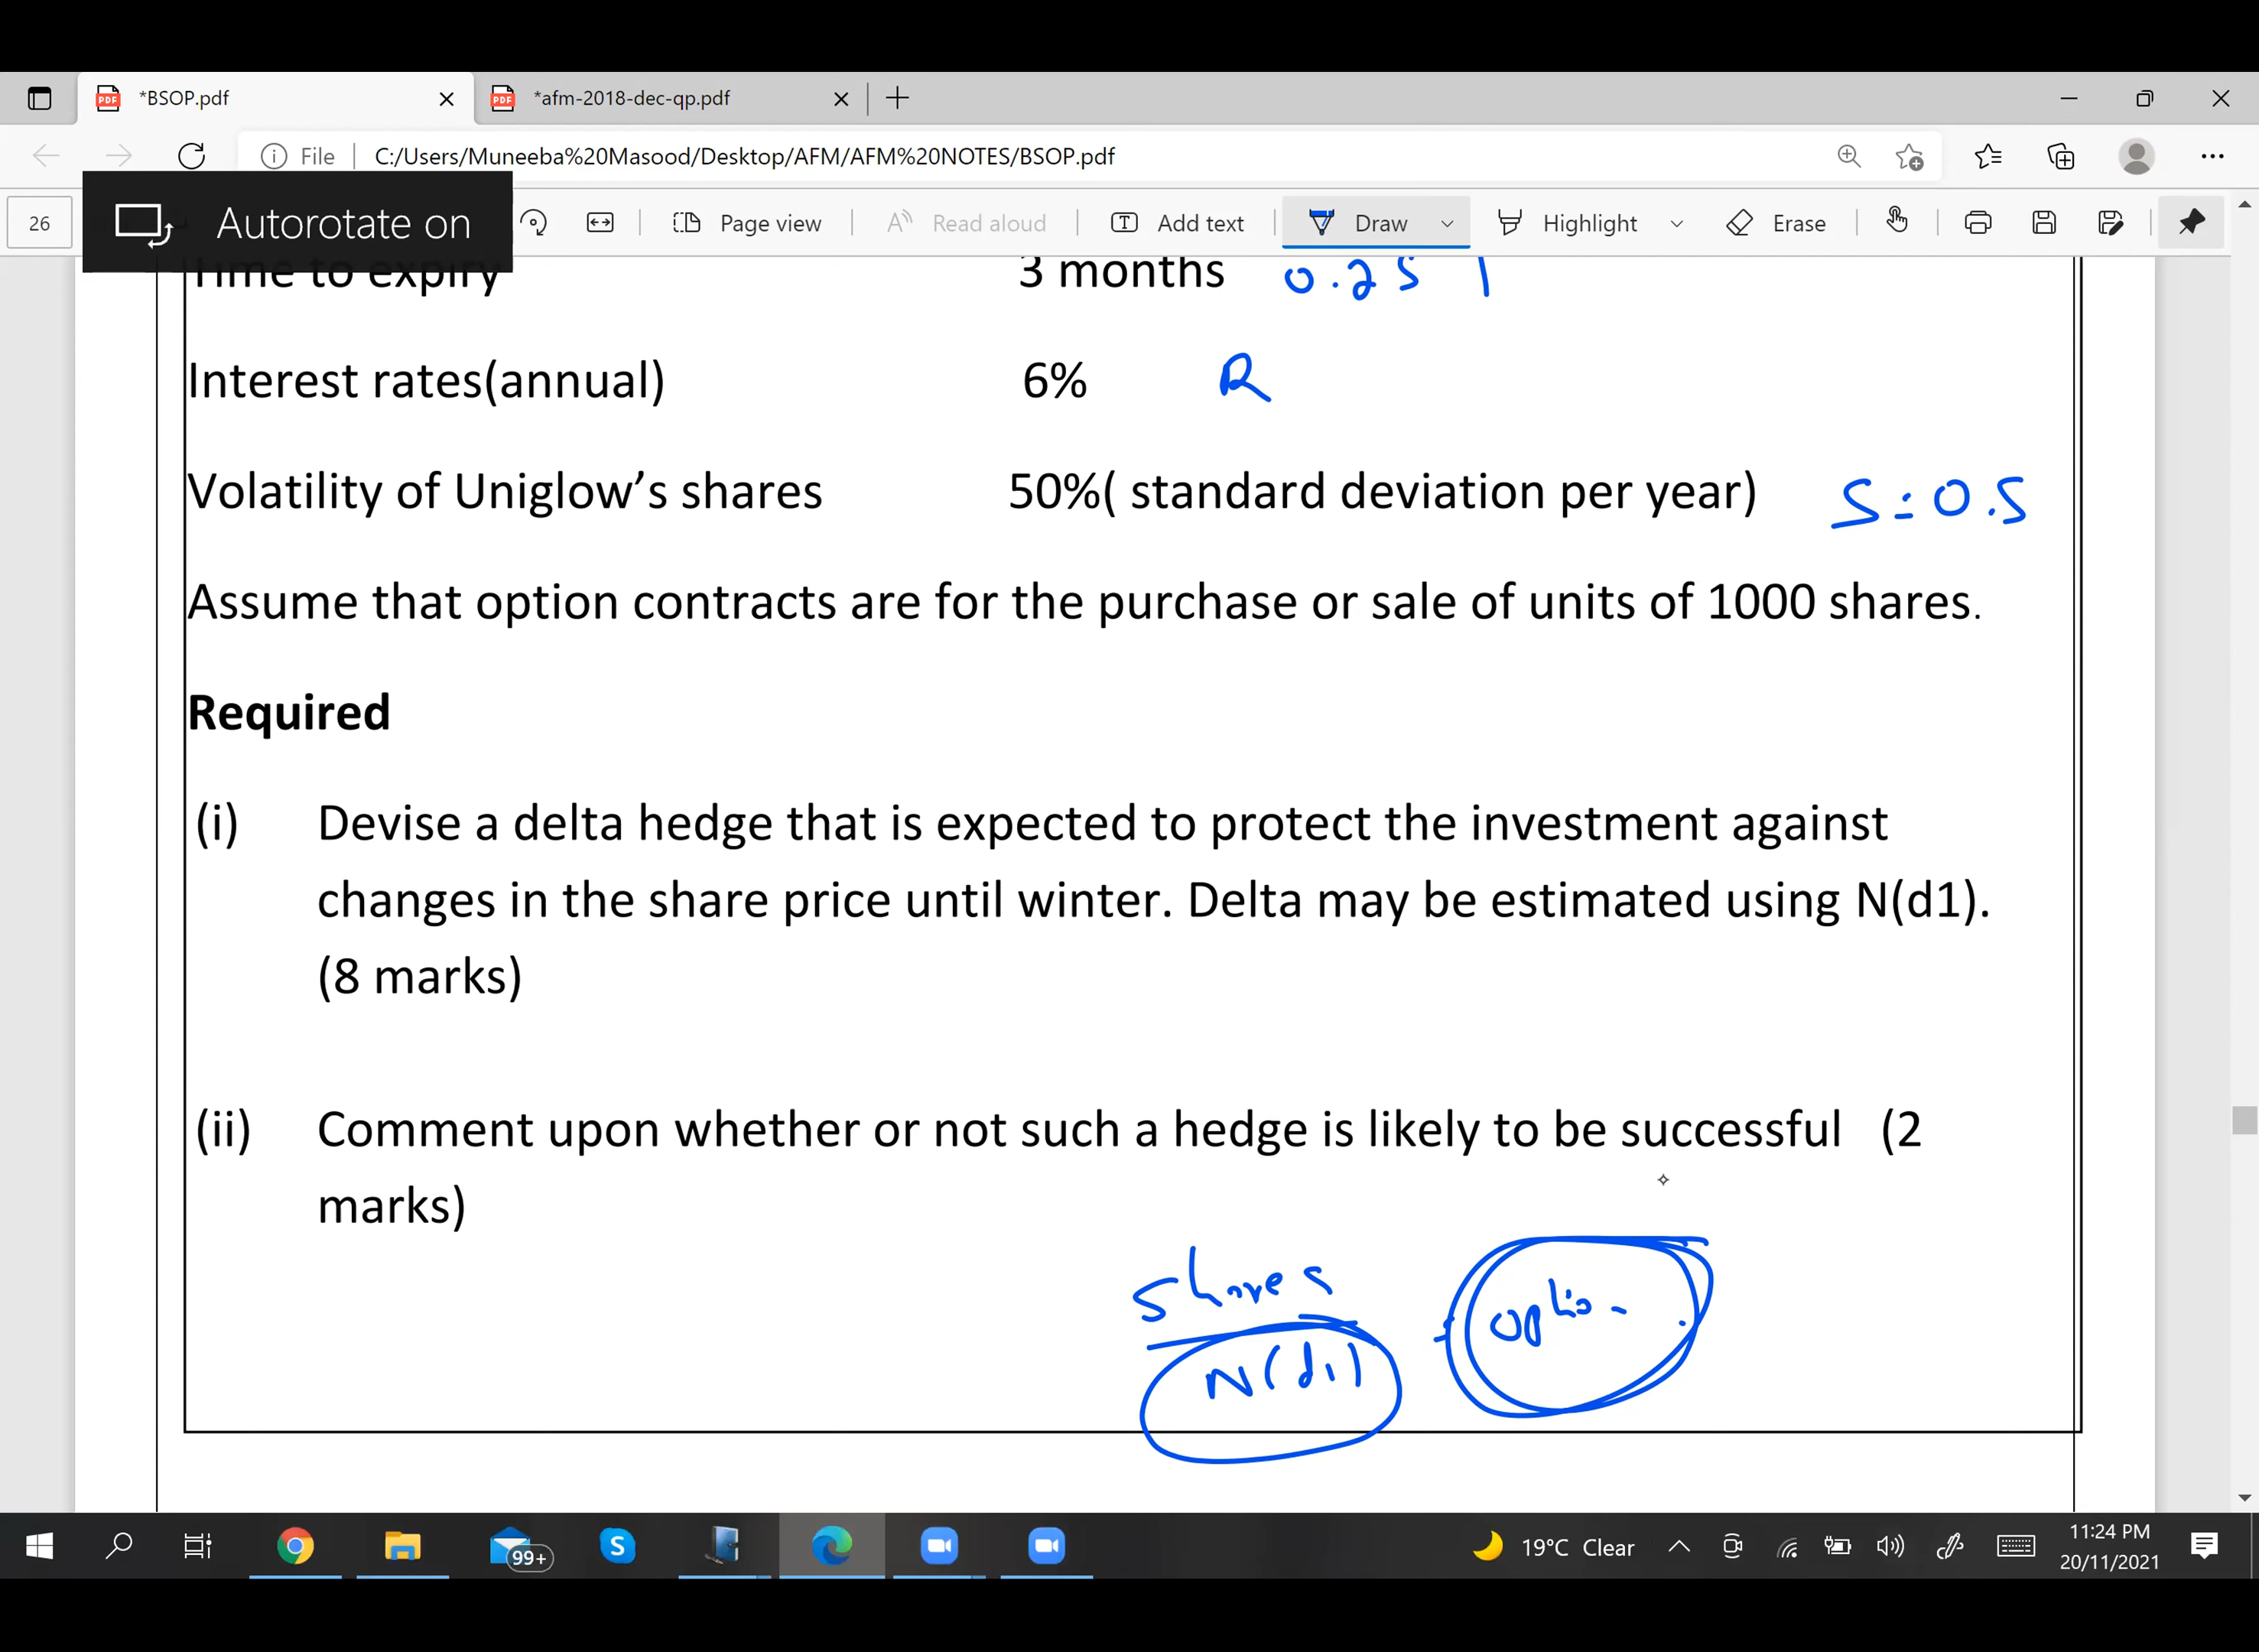 *BSOP.pdf
*afm-2018-dec-qp.pdf
File C:/Users/Muneeba%20Masood/Desktop/AFM/AFM%20NOTES/BSOP.pdf
26 Autorotate on Page view Read aloud Add text Draw Highlight Erase
Time to expiry 3 months 0.25
Interest rates(annual) 6% R
Volatility of Uniglow’s shares 50%( standard deviation per year) S=0.5
Assume that option contracts are for the purchase or sale of units of 1000 shares.
Required
(i) Devise a delta hedge that is expected to protect the investment against
changes in the share price until winter. Delta may be estimated using N(d1).
(8 marks)
(ii) Comment upon whether or not such a hedge is likely to be successful (2
marks)
shares
N(d1)
99+
19°C Clear
11:24 PM
20/11/2021